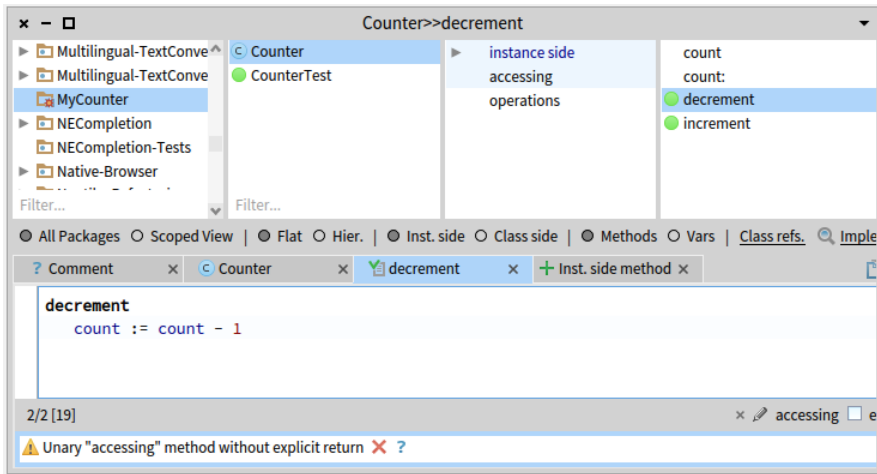 Counter>>decrement
Multilingual-TextConve
Multilingual-TextConve
MyCounter
NECompletion
NECompletion-Tests
Native-Browser
Filter...
Counter
CounterTest
Filter...
instance side
accessing
operations
count
count:
decrement
increment
All Packages Scoped View | Flat Hier. | Inst. side Class side | Methods Vars | Class refs. Imple
? Comment × Counter × decrement × Inst. side method ×
decrement
count := count - 1
2/2 [19] × accessing e
Unary "accessing" method without explicit return ?